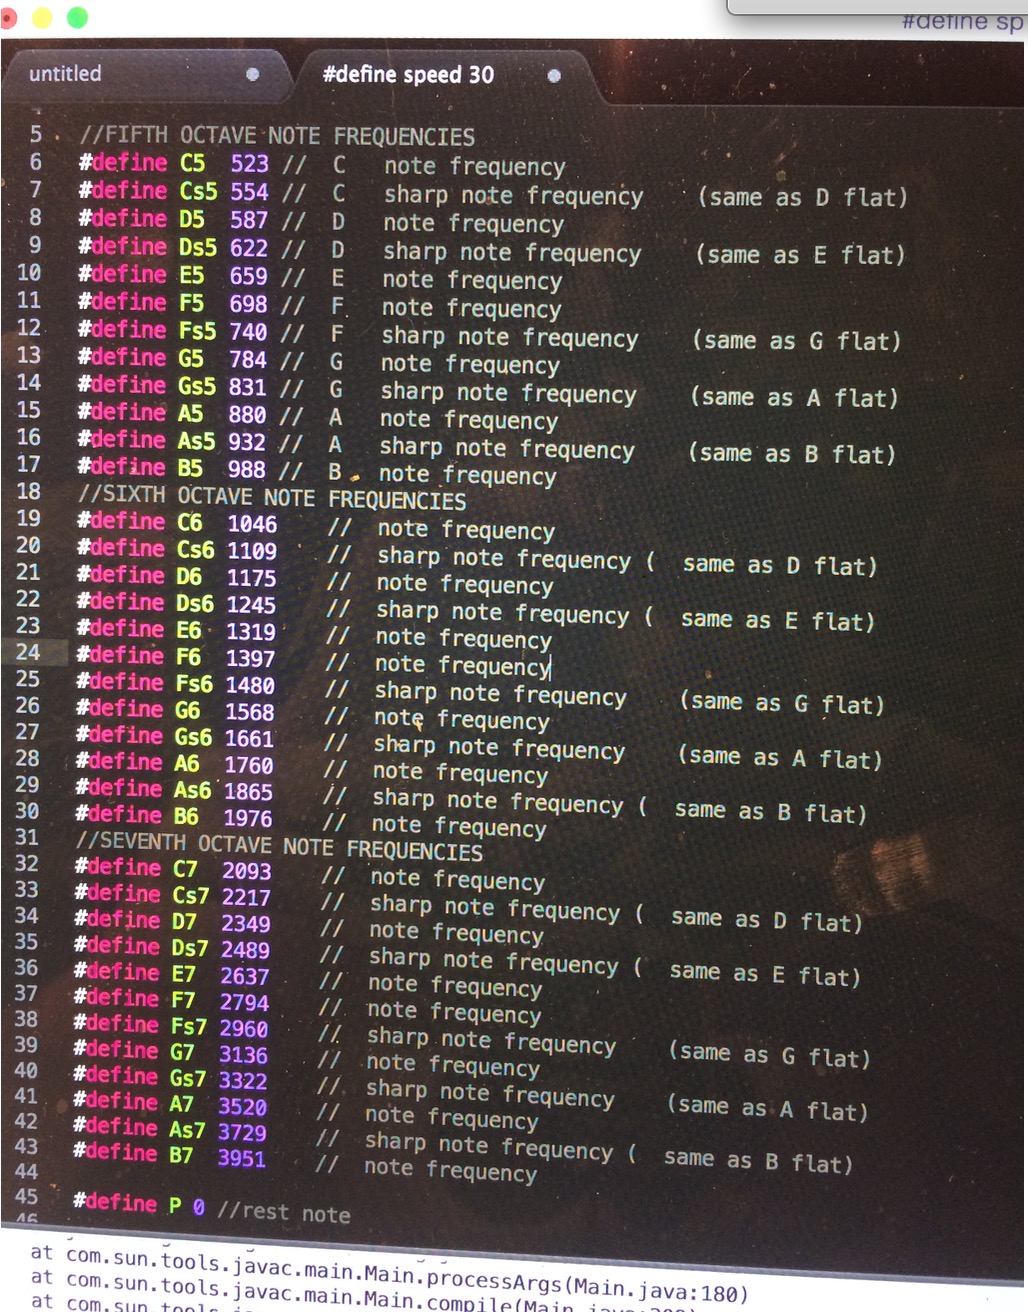 #define sp
untitled
#define speed 30
5 //FIFTH OCTAVE NOTE FREQUENCIES
6 #define C5 523 // C note frequency
7 #define Cs5 554 // C sharp note frequency (same as D flat)
8 #define D5 587 // D note frequency
9 #define Ds5 622 // D sharp note frequency (same as E flat)
10 #define E5 659 // E note frequency
11 #define F5 698 // F note frequency
12 #define Fs5 740 // F sharp note frequency (same as G flat)
13 #define G5 784 // G note frequency
14 #define Gs5 831 // G sharp note frequency (same as A flat)
15 #define A5 880 // A note frequency
16 #define As5 932 // A sharp note frequency (same as B flat)
17 #define B5 988 // B note frequency
18 //SIXTH OCTAVE NOTE FREQUENCIES
19 #define C6 1046 // note frequency
20 #define Cs6 1109 // sharp note frequency ( same as D flat)
21 #define D6 1175 // note frequency
22 #define Ds6 1245 // sharp note frequency ( same as E flat)
23 #define E6 1319 // note frequency
24 #define F6 1397 // note frequency
25 #define Fs6 1480 // sharp note frequency (same as G flat)
26 #define G6 1568 // note frequency
27 #define Gs6 1661 // sharp note frequency (same as A flat)
28 #define A6 1760 // note frequency
29 #define As6 1865 // sharp note frequency ( same as B flat)
30 #define B6 1976 // note frequency
31 //SEVENTH OCTAVE NOTE FREQUENCIES
32 #define C7 2093 // note frequency
33 #define Cs7 2217 // sharp note frequency ( same as D flat)
34 #define D7 2349 // note frequency
35 #define Ds7 2489 // sharp note frequency ( same as E flat)
36 #define E7 2637 // note frequency
37 #define F7 2794 // note frequency
38 #define Fs7 2960 // sharp note frequency (same as G flat)
39 #define G7 3136 // note frequency
40 #define Gs7 3322 // sharp note frequency (same as A flat)
41 #define A7 3520 // note frequency
42 #define As7 3729 // sharp note frequency ( same as B flat)
43 #define B7 3951 // note frequency
44
45 #define P 0 //rest note
46
at com.sun.tools.javac.main.Main.processArgs(Main.java:180)
at com.sun.tools.javac.main.Main.compile(Main.java
at com.sun.tools